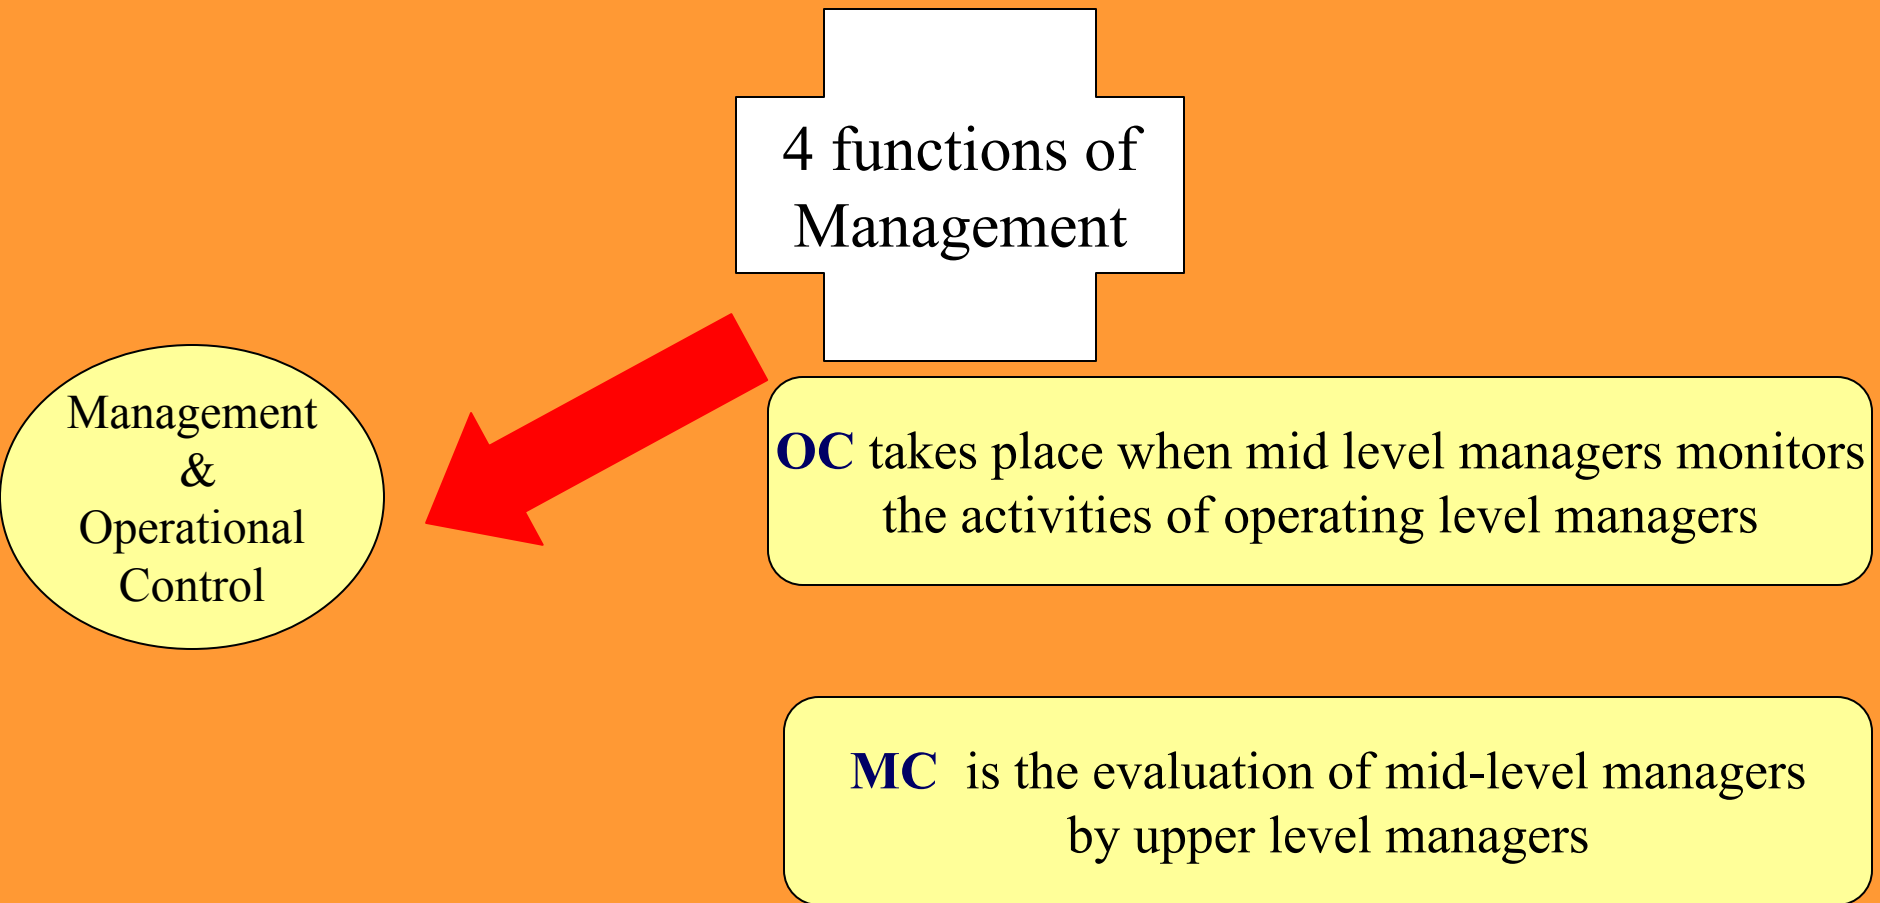 4 functions of
Management
Management
&
Operational
Control
OC takes place when mid level managers monitors
the activities of operating level managers
MC is the evaluation of mid-level managers
by upper level managers